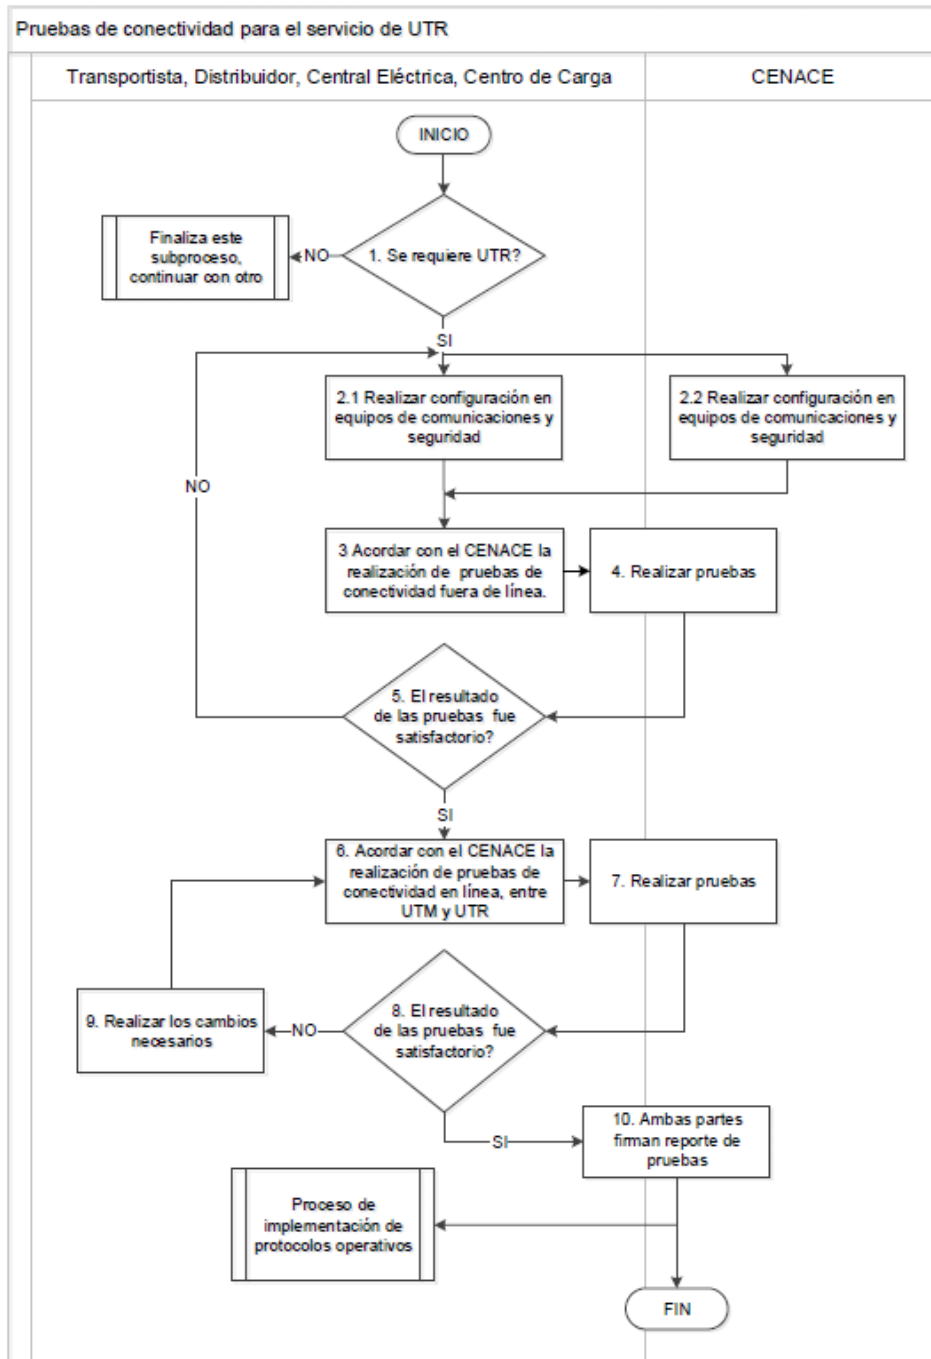 Pruebas de conectividad para el servicio de UTR
Transportista, Distribuidor, Central Eléctrica, Centro de Carga
CENACE
INICIO
1. Se requiere UTR?
NO
Finaliza este
subproceso,
continuar con otro
SI
2.1 Realizar configuración en
equipos de comunicaciones y
seguridad
2.2 Realizar configuración en
equipos de comunicaciones y
seguridad
NO
3 Acordar con el CENACE la
realización de pruebas de
conectividad fuera de línea.
4. Realizar pruebas
5. El resultado
de las pruebas fue
satisfactorio?
SI
6. Acordar con el CENACE la
realización de pruebas de
conectividad en línea, entre
UTM y UTR
7. Realizar pruebas
8. El resultado
de las pruebas fue
satisfactorio?
NO
9. Realizar los cambios
necesarios
SI
10. Ambas partes
firman reporte de
pruebas
Proceso de
implementación de
protocolos operativos
FIN